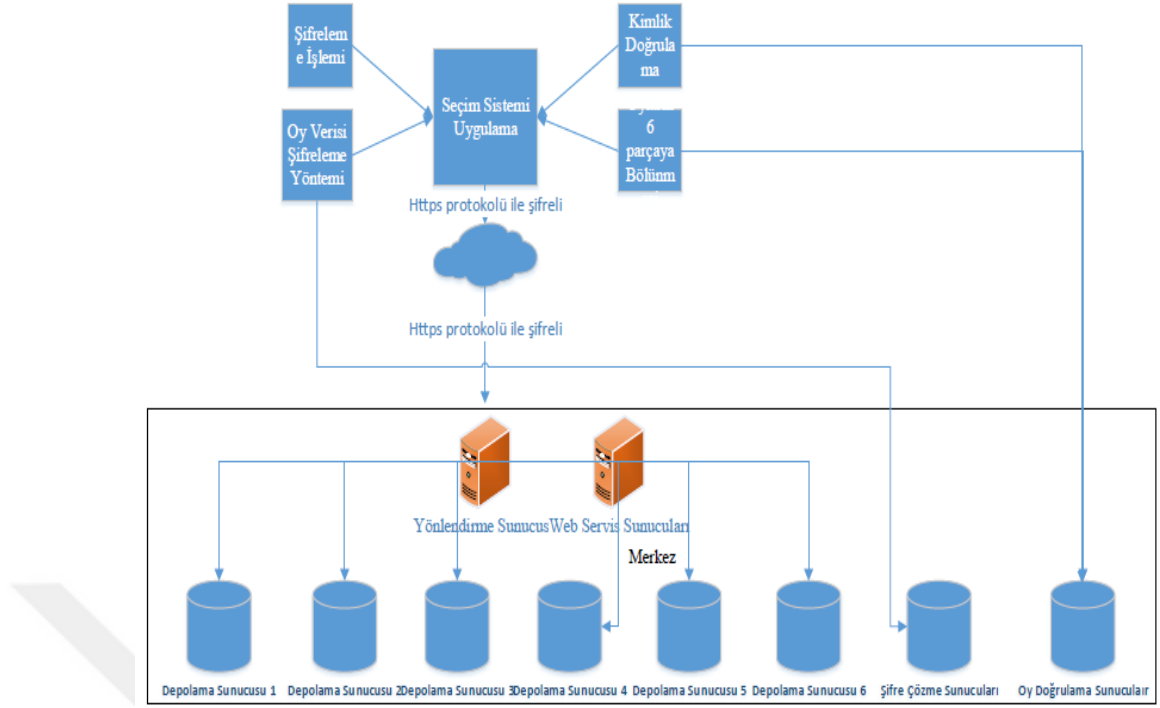 Şifrelem
e İşlemi
Kimlik
Doğrula
ma
Seçim Sistemi
Uygulama
Oy Verisi
Şifreleme
Yöntemi
6
parçaya
Bölünm
Https protokolü ile şifreli
Https protokolü ile şifreli
Yönlendirme Sunucus
Web Servis Sunucuları
Merkez
Depolama Sunucusu 1
Depolama Sunucusu 2
Depolama Sunucusu 3
Depolama Sunucusu 4
Depolama Sunucusu 5
Depolama Sunucusu 6
Şifre Çözme Sunucuları
Oy Doğrulama Sunucuları